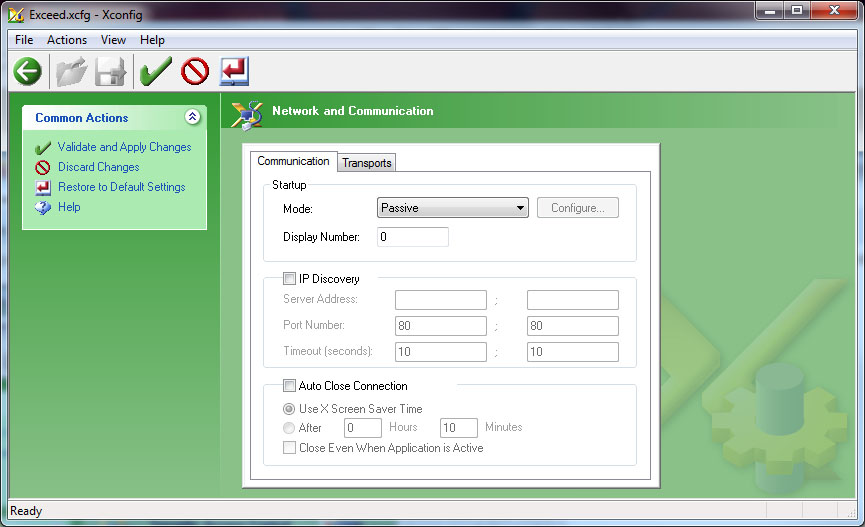 Exceed.xcfg - Xconfig
File Actions View Help
Common Actions
Validate and Apply Changes
Discard Changes
Restore to Default Settings
Help
Network and Communication
Communication Transports
Startup
Mode: Passive Configure...
Display Number: 0
IP Discovery
Server Address: ;
Port Number: 80 ; 80
Timeout (seconds): 10 ; 10
Auto Close Connection
Use X Screen Saver Time
After 0 Hours 10 Minutes
Close Even When Application is Active
Ready